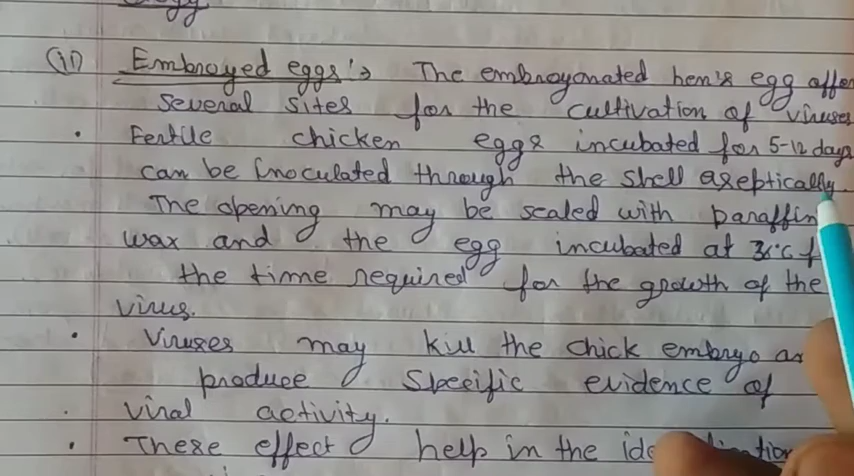 egg
(ii) Embroyed eggs:→ The embroyonated hen's egg offer
several sites for the cultivation of viruses
• Fertile chicken eggs incubated for 5-12 days
can be inoculated through the shell aseptically.
The opening may be sealed with paraffin
wax and the egg incubated at
the time required for the growth of the
virus.
• Viruses may kill the chick embryo
produce specific evidence of
• viral activity.
• These effect help in the